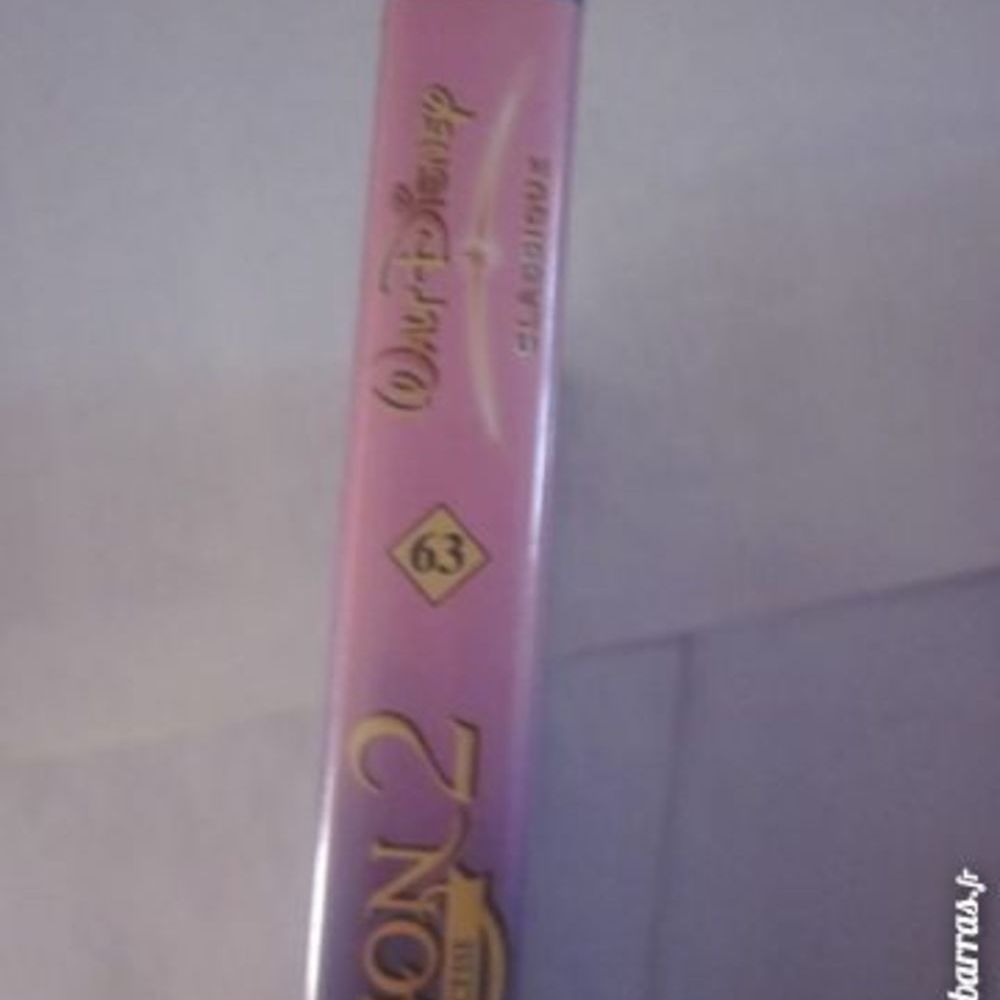 WALT DISNEY
CLASSIQUE
63
ON 2
barras.fr